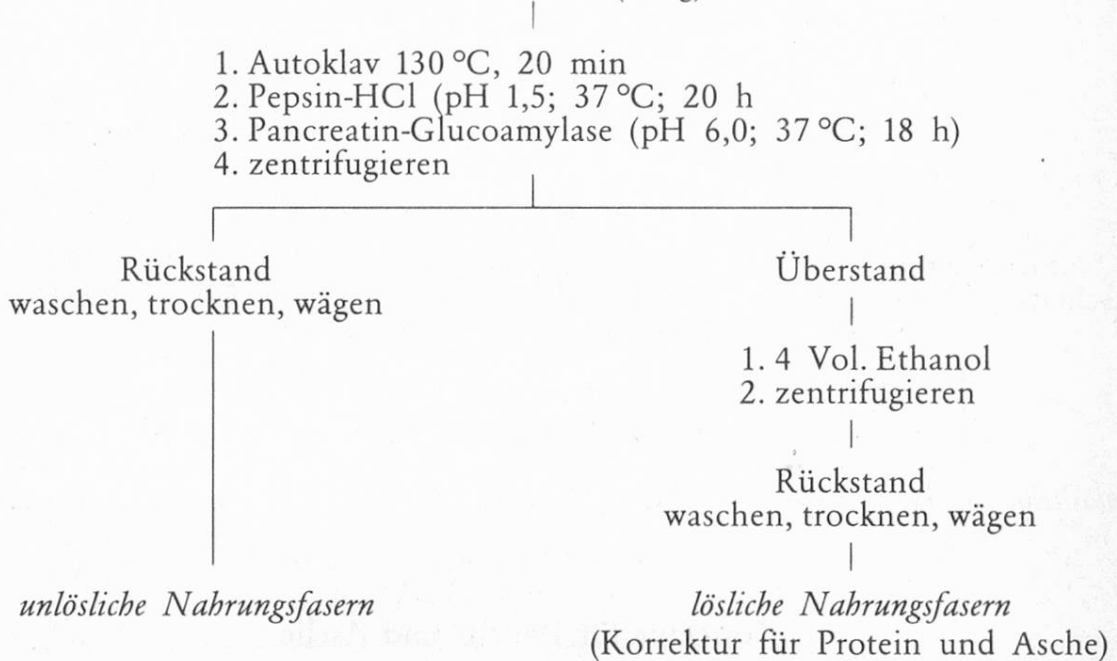 1. Autoklav 130 °C, 20 min
2. Pepsin-HCl (pH 1,5; 37 °C; 20 h
3. Pancreatin-Glucoamylase (pH 6,0; 37 °C; 18 h)
4. zentrifugieren
Rückstand
waschen, trocknen, wägen
Überstand
1. 4 Vol. Ethanol
2. zentrifugieren
Rückstand
waschen, trocknen, wägen
unlösliche Nahrungsfasern
lösliche Nahrungsfasern
(Korrektur für Protein und Asche)